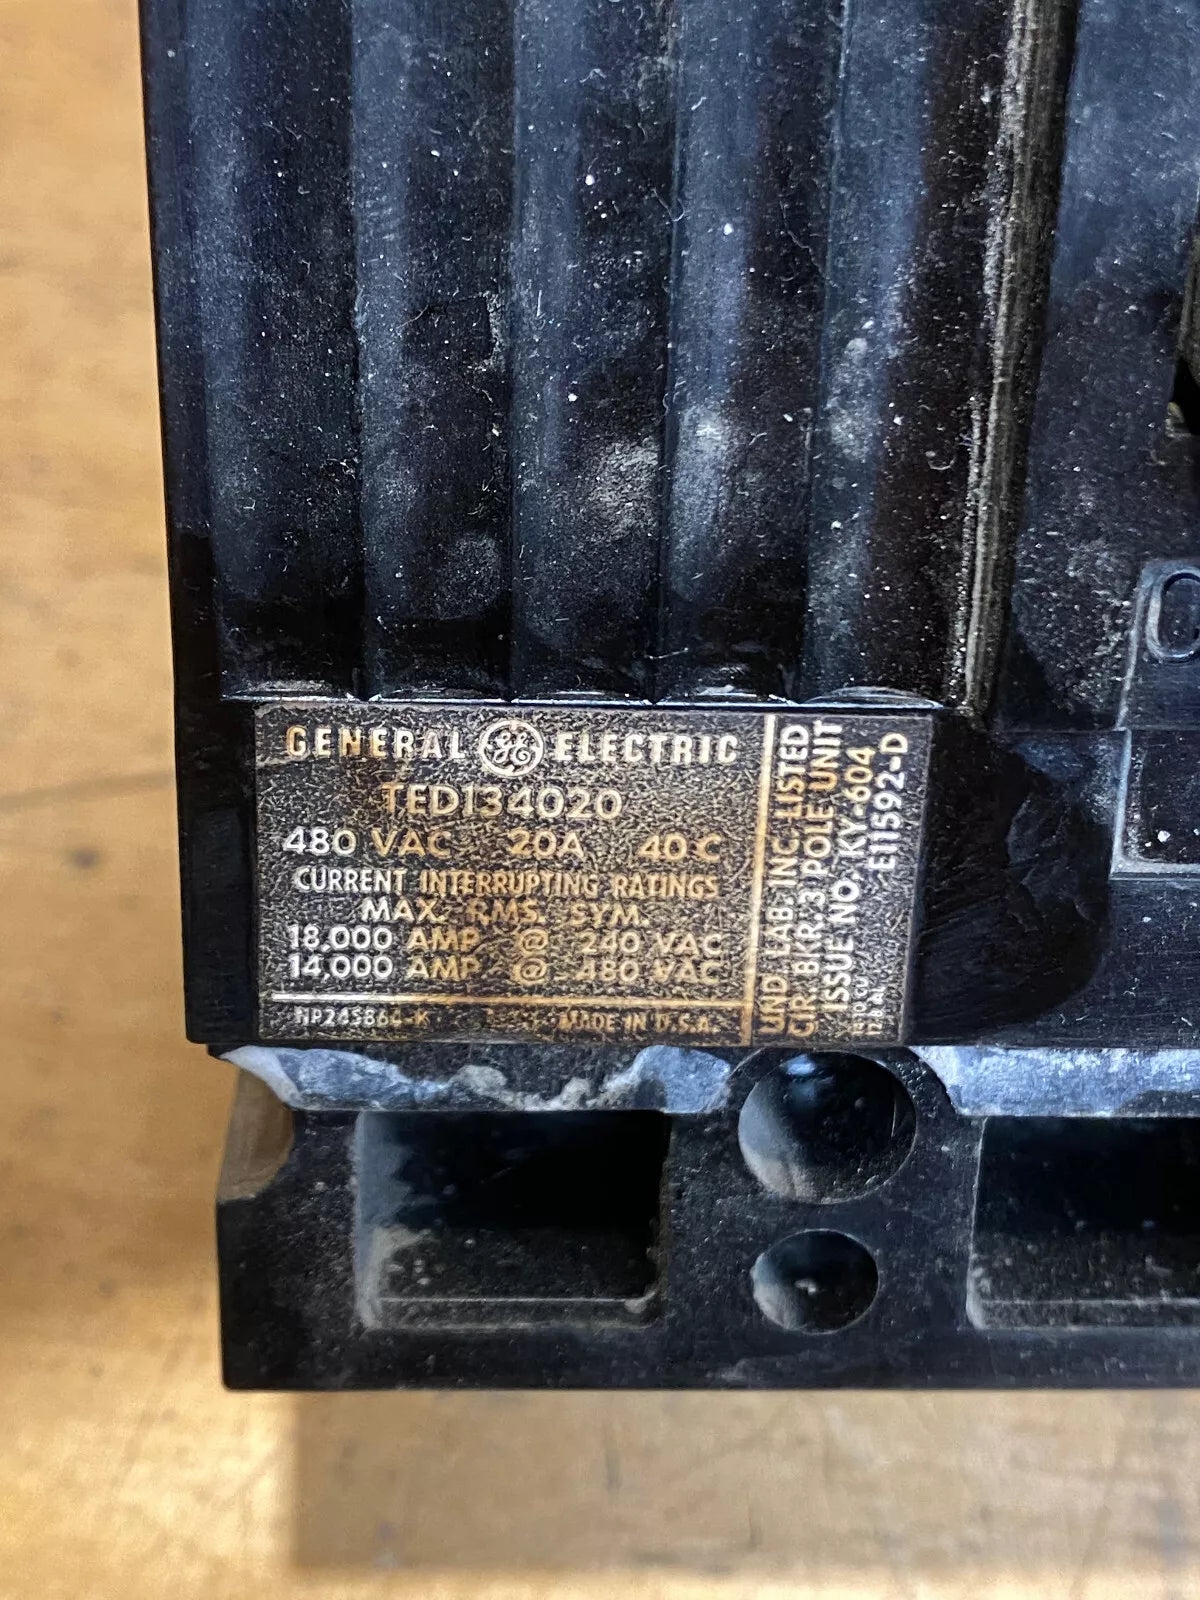 GENERAL GE ELECTRIC
TED134020
480 VAC 20A 40C
CURRENT INTERRUPTING RATINGS
MAX. RMS. SYM.
18,000 AMP @ 240 VAC
14,000 AMP @ 480 VAC
MADE IN U.S.A.
UND. LAB. INC. LISTED
CIR. BKR. 3 POLE UNIT
ISSUE NO. KY-604
E11592-D
O